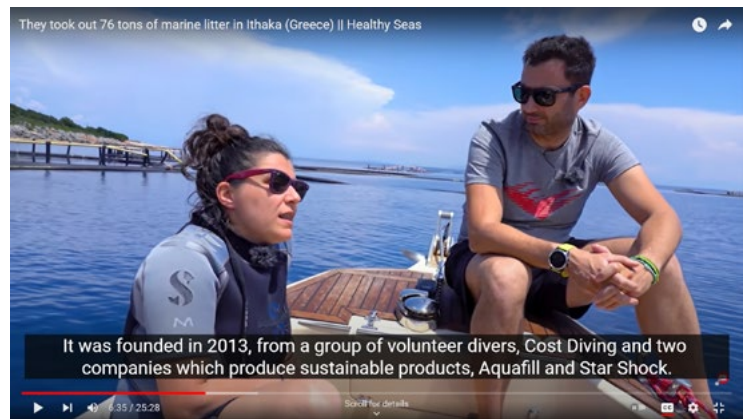 They took out 76 tons of marine litter in Ithaka (Greece) || Healthy Seas
S
M
It was founded in 2013, from a group of volunteer divers, Cost Diving and two
companies which produce sustainable products, Aquafill and Star Shock.
6:35 / 25:28
Scroll for details
CC